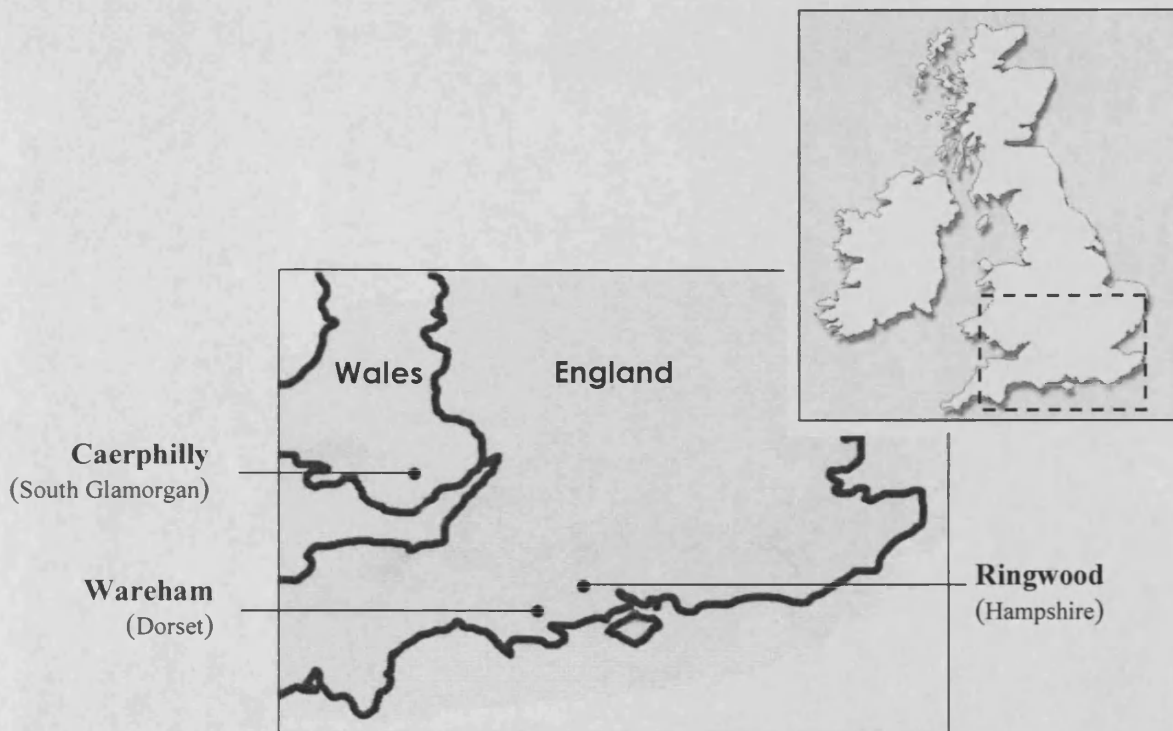 Wales
England
Caerphilly
(South Glamorgan)
Wareham
(Dorset)
Ringwood
(Hampshire)